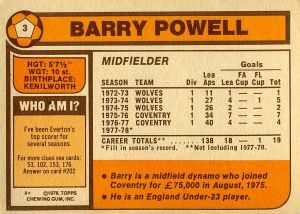 3
BARRY POWELL
HGT: 5'7½"
WGT: 10 st.
BIRTHPLACE:
KENILWORTH
WHO AM I?
I've been Everton's
top scorer for
several seasons.
For more clues see cards:
53, 102, 153, 176
Answer on card #202
A* © 1978, TOPPS
CHEWING GUM, INC.
MIDFIELDER
Goals
Lea FA FL
SEASON TEAM Div Aps Lea Cup Cup Tot
1972-73 WOLVES 1 11 1 — — 1
1973-74 WOLVES 1 27 4 — 1 5
1974-75 WOLVES 1 26 2 — — 2
1975-76 COVENTRY 1 34 7 — — 7
1976-77 COVENTRY 1 40 4 — — 4
1977-78*
CAREER TOTALS** 138 18 — 1 19
*Fill in season's record. **Not including 1977-78.
• Barry is a midfield dynamo who joined
Coventry for £75,000 in August, 1975.
• He is an England Under-23 player.